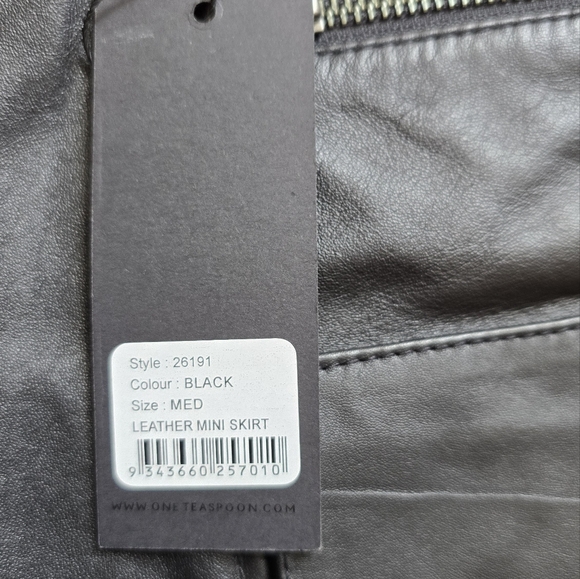 Style : 26191
Colour : BLACK
Size : MED
LEATHER MINI SKIRT
9 343660 257010
WWW.ONETEASPOON.COM